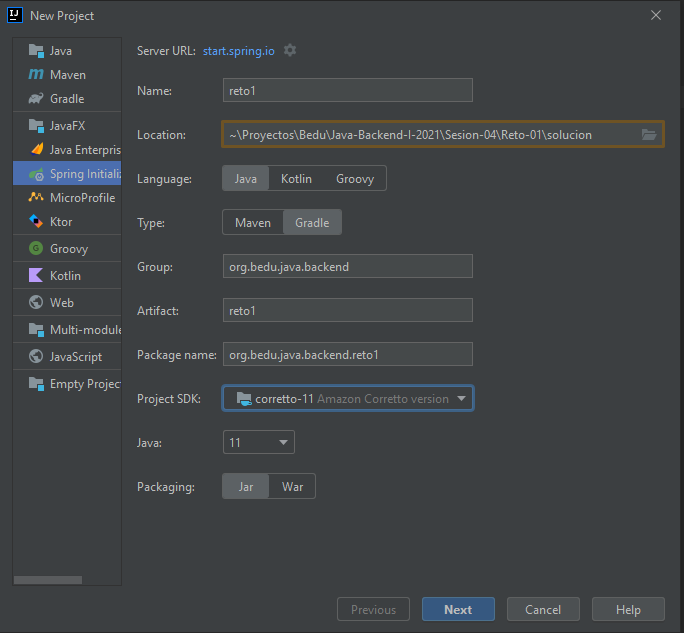 New Project
Java
Maven
Gradle
JavaFX
Java Enterpris
Spring Initializ
MicroProfile
Ktor
Groovy
Kotlin
Web
Multi-module
JavaScript
Empty Project
Server URL: start.spring.io
Name: reto1
Location: ~\Proyectos\Bedu\Java-Backend-I-2021\Sesion-04\Reto-01\solucion
Language: Java Kotlin Groovy
Type: Maven Gradle
Group: org.bedu.java.backend
Artifact: reto1
Package name: org.bedu.java.backend.reto1
Project SDK: corretto-11 Amazon Corretto version
Java: 11
Packaging: Jar War
Previous Next Cancel Help